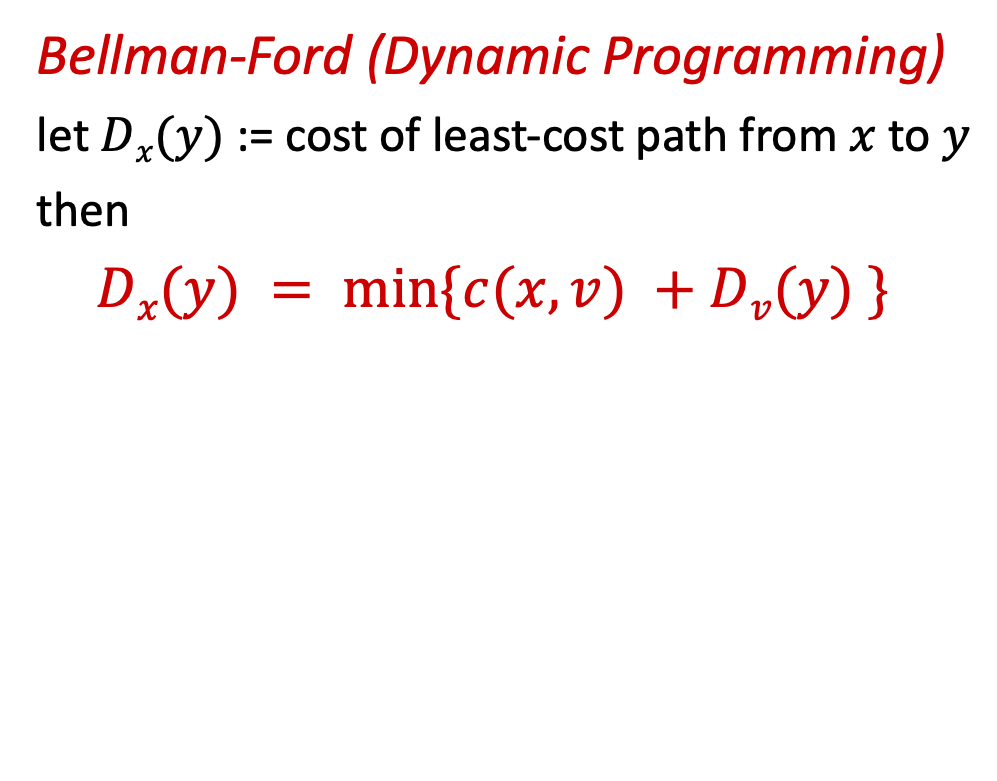 Bellman-Ford (Dynamic Programming)
let 𝐷ₓ(𝑦) := cost of least-cost path from 𝑥 to 𝑦
then
𝐷ₓ(𝑦) = min{𝑐(𝑥, 𝑣) + 𝐷ᵥ(𝑦) }